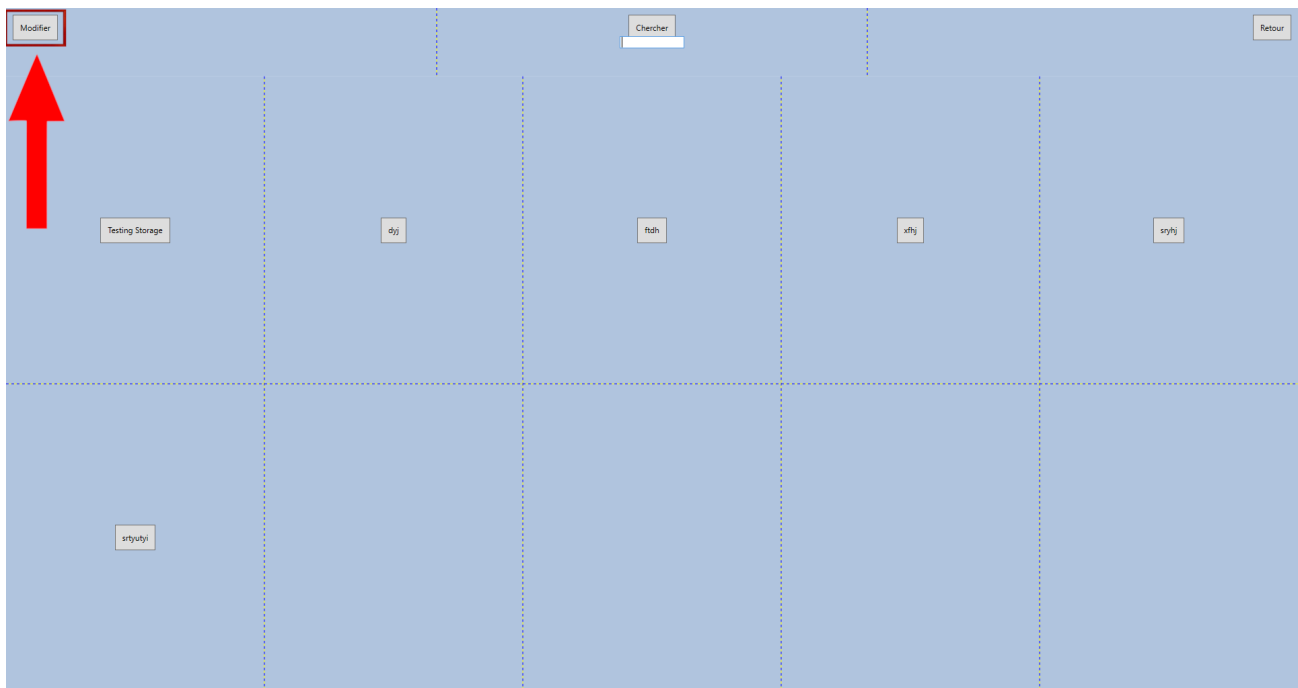 Modifier
Chercher
Retour
Testing Storage
dyj
ftdh
xfhj
sryhj
srtyutyi